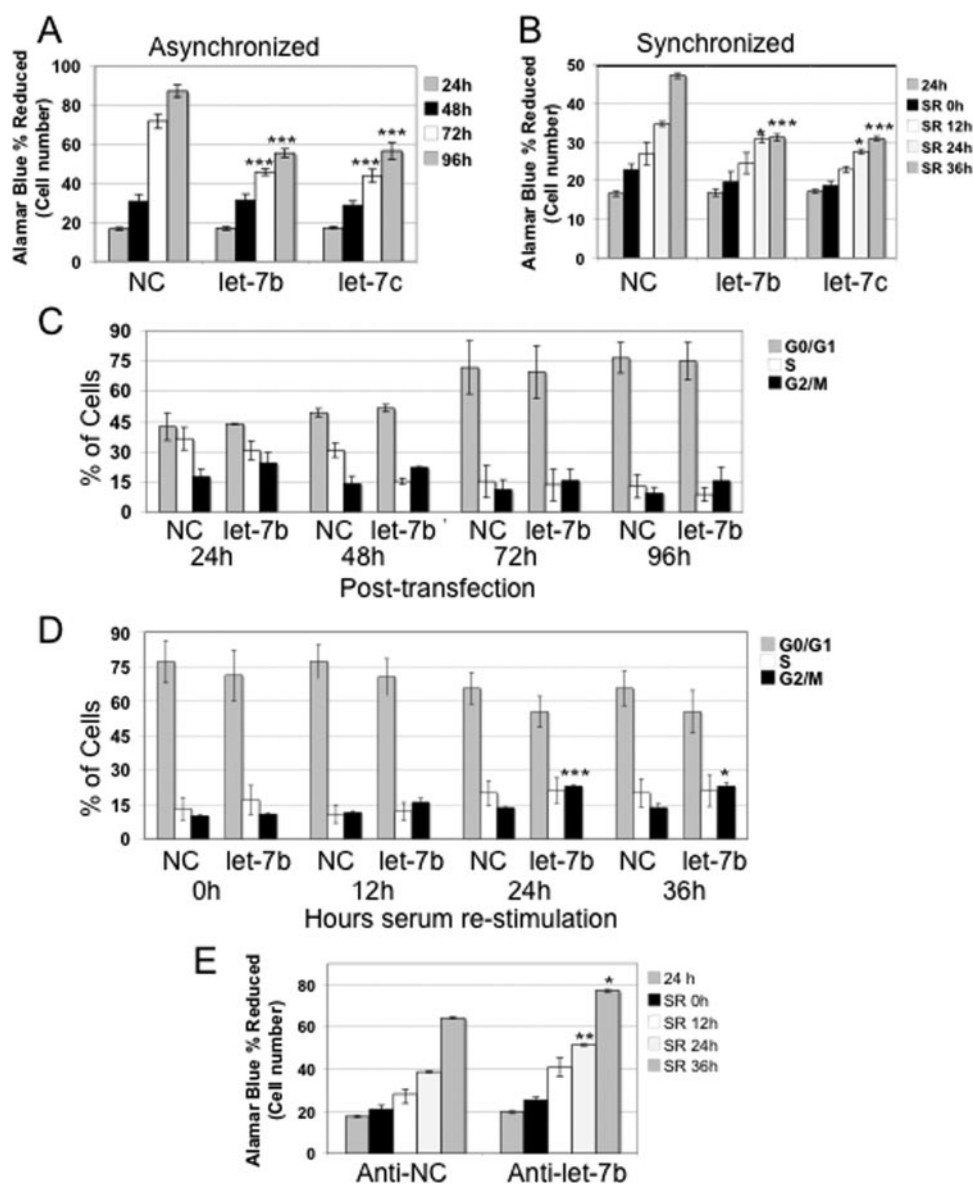 A
Asynchronized
Alamar Blue % Reduced
(Cell number)
100
80
60
40
20
0
***
***
***
***
NC let-7b let-7c
24h
48h
72h
96h
B
Synchronized
Alamar Blue % Reduced
(Cell number)
50
40
30
20
10
0
*
***
*
***
NC let-7b let-7c
24h
SR 0h
SR 12h
SR 24h
SR 36h
C
% of Cells
90
75
60
45
30
15
0
G0/G1
S
G2/M
NC let-7b NC let-7b NC let-7b NC let-7b
24h 48h 72h 96h
Post-transfection
D
% of Cells
90
75
60
45
30
15
0
***
*
G0/G1
S
G2/M
NC let-7b NC let-7b NC let-7b NC let-7b
0h 12h 24h 36h
Hours serum re-stimulation
E
Alamar Blue % Reduced
(Cell number)
80
60
40
20
0
**
*
Anti-NC Anti-let-7b
24 h
SR 0h
SR 12h
SR 24h
SR 36h